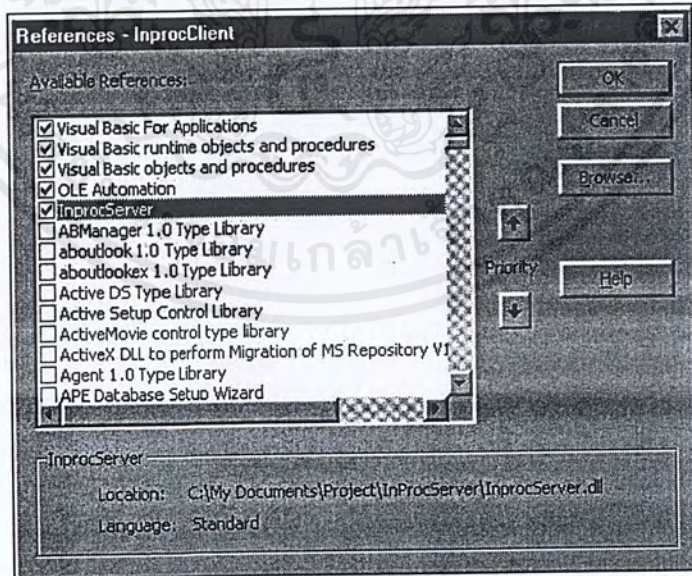 References - InprocClient
Available References:
OK
Cancel
Browse...
Visual Basic For Applications
Visual Basic runtime objects and procedures
Visual Basic objects and procedures
OLE Automation
InprocServer
ABManager 1.0 Type Library
aboutlook 1.0 Type Library
aboutlookex 1.0 Type Library
Active DS Type Library
Active Setup Control Library
ActiveMovie control type library
ActiveX DLL to perform Migration of MS Repository V1
Agent 1.0 Type Library
APE Database Setup Wizard
Priority
Help
InprocServer
Location: C:\My Documents\Project\InProcServer\InprocServer.dll
Language: Standard